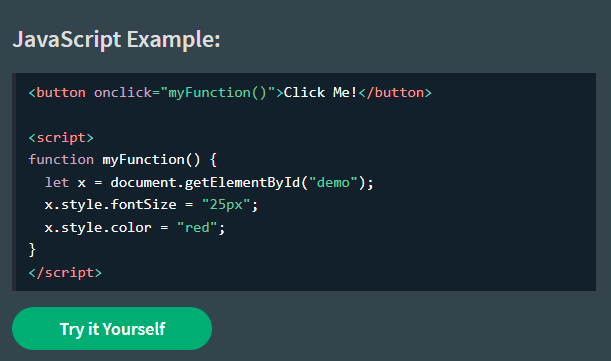 JavaScript Example:
<button onclick="myFunction()">Click Me!</button>
<script>
function myFunction() {
  let x = document.getElementById("demo");
  x.style.fontSize = "25px";
  x.style.color = "red";
}
</script>
Try it Yourself